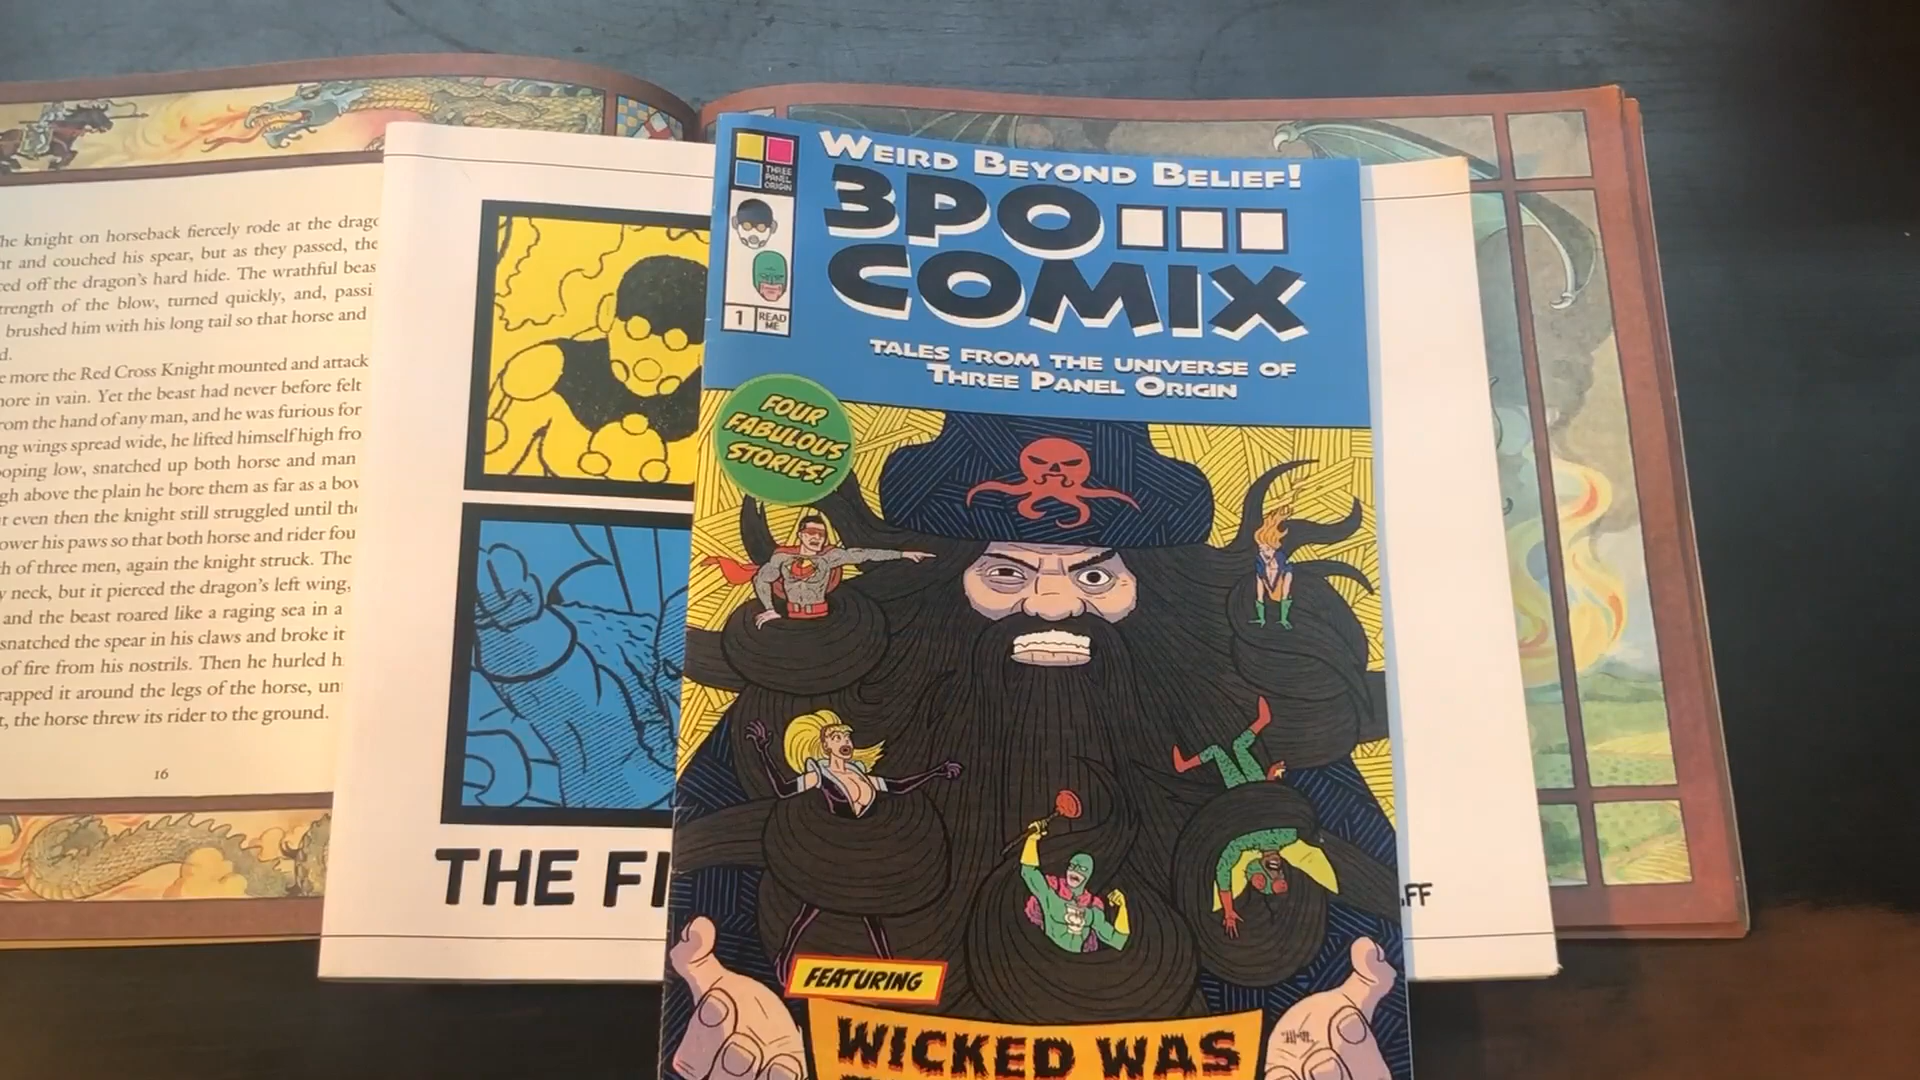 he knight on horseback fiercely rode at the drag
and couched his spear, but as they passed, the
off the dragon's hard hide. The wrathful beas
trength of the blow, turned quickly, and, passi
brushed him with his long tail so that horse and
d.
e more the Red Cross Knight mounted and attack
more in vain. Yet the beast had never before felt
rom the hand of any man, and he was furious for
ng wings spread wide, he lifted himself high fro
oping low, snatched up both horse and man
gh above the plain he bore them as far as a bow
t even then the knight still struggled until the
ower his paws so that both horse and rider fou
h of three men, again the knight struck. The
neck, but it pierced the dragon's left wing,
and the beast roared like a raging sea in a
snatched the spear in his claws and broke it
of fire from his nostrils. Then he hurled h
rapped it around the legs of the horse, un
t, the horse threw its rider to the ground.
16
THE FI
FF
THREE
PANEL
ORIGIN
1 READ
ME
WEIRD BEYOND BELIEF!
3PO
COMIX
TALES FROM THE UNIVERSE OF
THREE PANEL ORIGIN
FOUR
FABULOUS
STORIES!
FEATURING
WICKED WAS